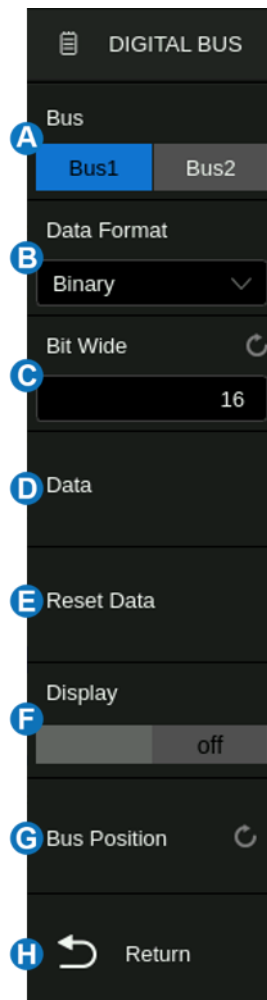 DIGITAL BUS
Bus
A
Bus1 Bus2
Data Format
B
Binary
Bit Wide
C
16
D Data
E Reset Data
Display
F
off
G Bus Position
H Return